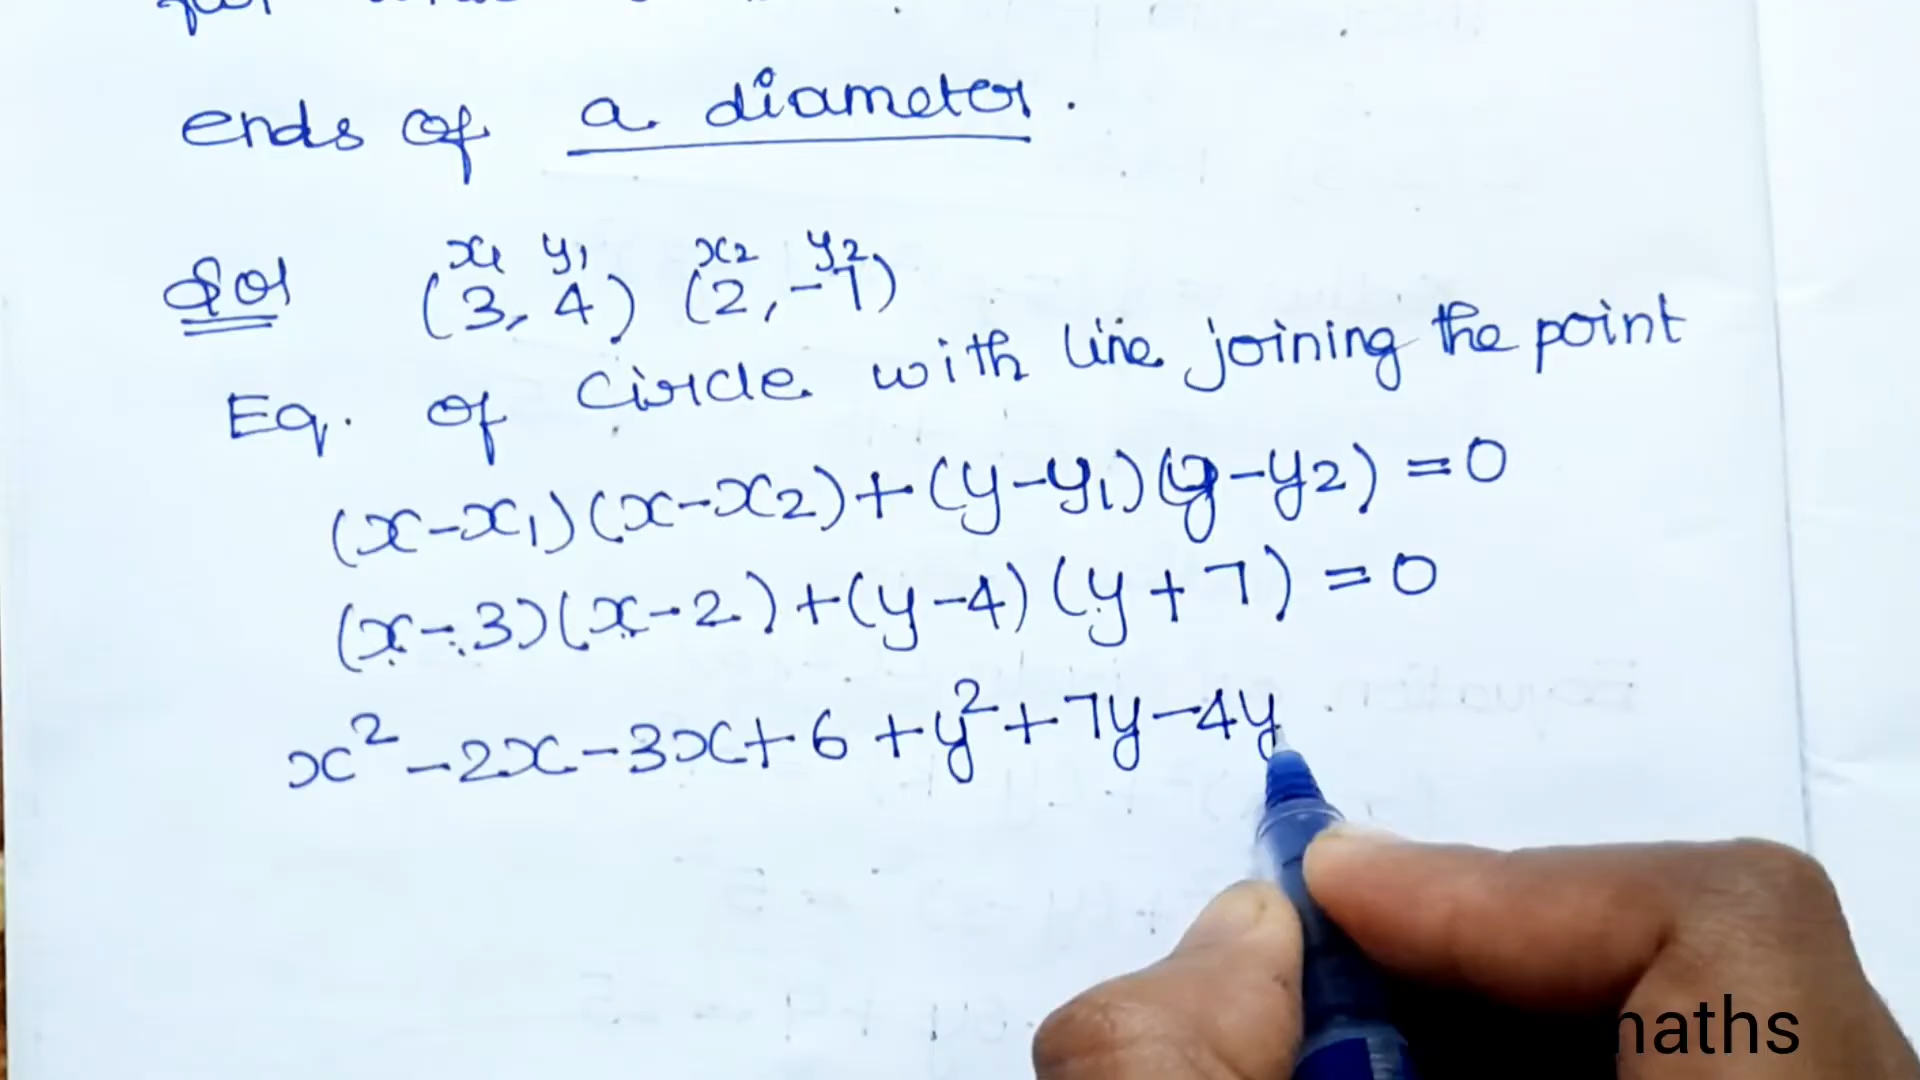 ends of a diameter.
x1 y1 x2 y2
Sol (3, 4) (2, -7)
Eq. of Circle with line joining the point
(x-x1)(x-x2)+(y-y1)(y-y2) =0
(x-3)(x-2)+(y-4)(y+7) =0
x²-2x-3x+6+y²+7y-4y
maths